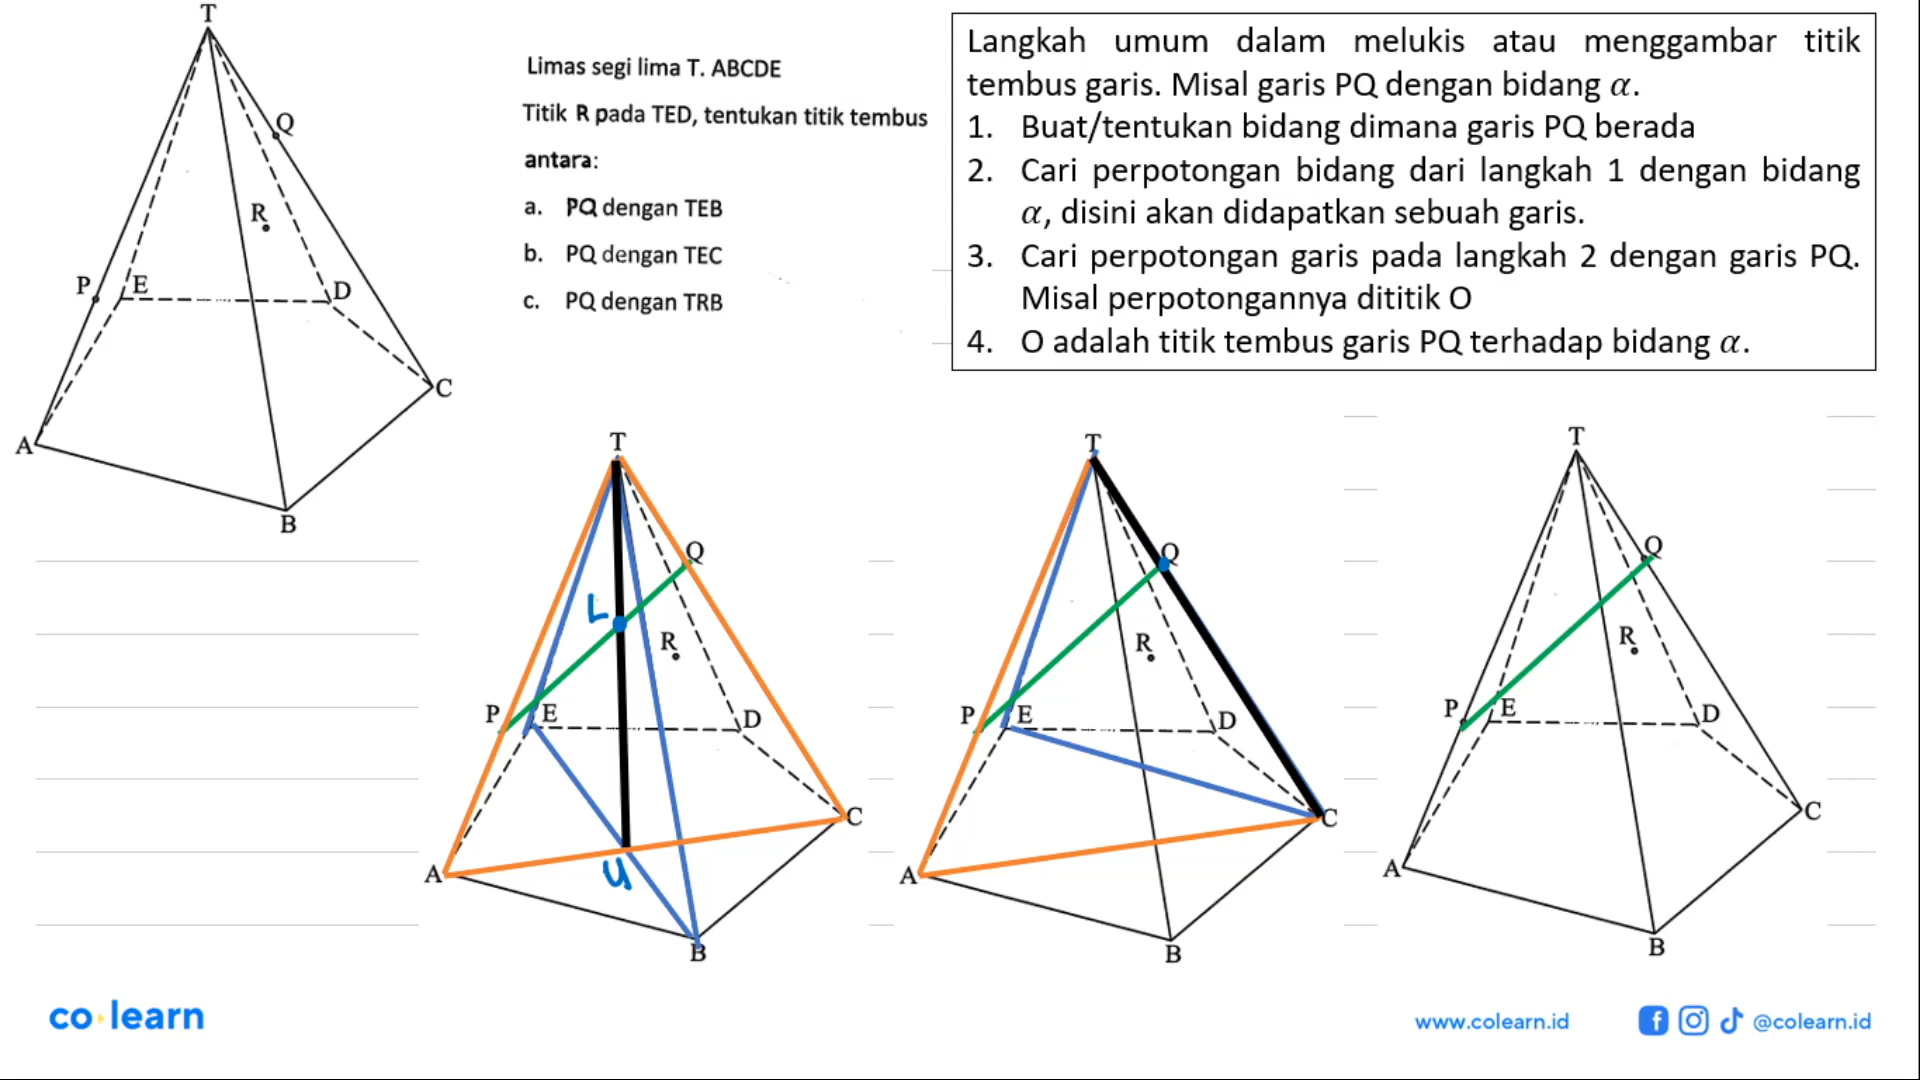 T
Q
R
P
E
D
C
A
B
Limas segi lima T. ABCDE
Titik R pada TED, tentukan titik tembus
antara:
a. PQ dengan TEB
b. PQ dengan TEC
c. PQ dengan TRB
Langkah umum dalam melukis atau menggambar titik
tembus garis. Misal garis PQ dengan bidang α.
1. Buat/tentukan bidang dimana garis PQ berada
2. Cari perpotongan bidang dari langkah 1 dengan bidang
α, disini akan didapatkan sebuah garis.
3. Cari perpotongan garis pada langkah 2 dengan garis PQ.
Misal perpotongannya dititik O
4. O adalah titik tembus garis PQ terhadap bidang α.
T
Q
L
R
P
E
D
C
A
U
B
T
Q
R
P
E
D
C
A
B
T
Q
R
P
E
D
C
A
B
co learn
www.colearn.id
@colearn.id